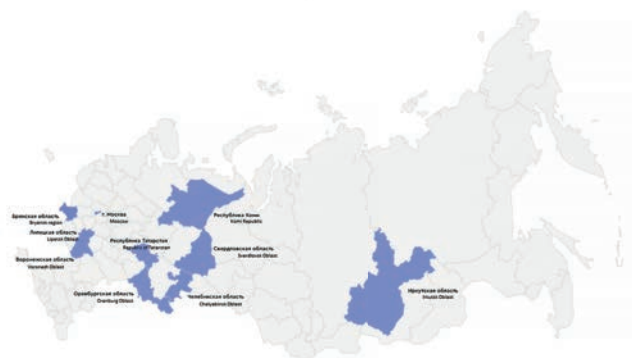 Брянская область
Bryansk region
г. Москва
Moscow
Липецкая область
Lipetsk Oblast
Воронежская область
Voronezh Oblast
Республика Татарстан
Republic of Tatarstan
Республика Коми
Komi Republic
Свердловская область
Sverdlovsk Oblast
Оренбургская область
Orenburg Oblast
Челябинская область
Chelyabinsk Oblast
Иркутская область
Irkutsk Oblast